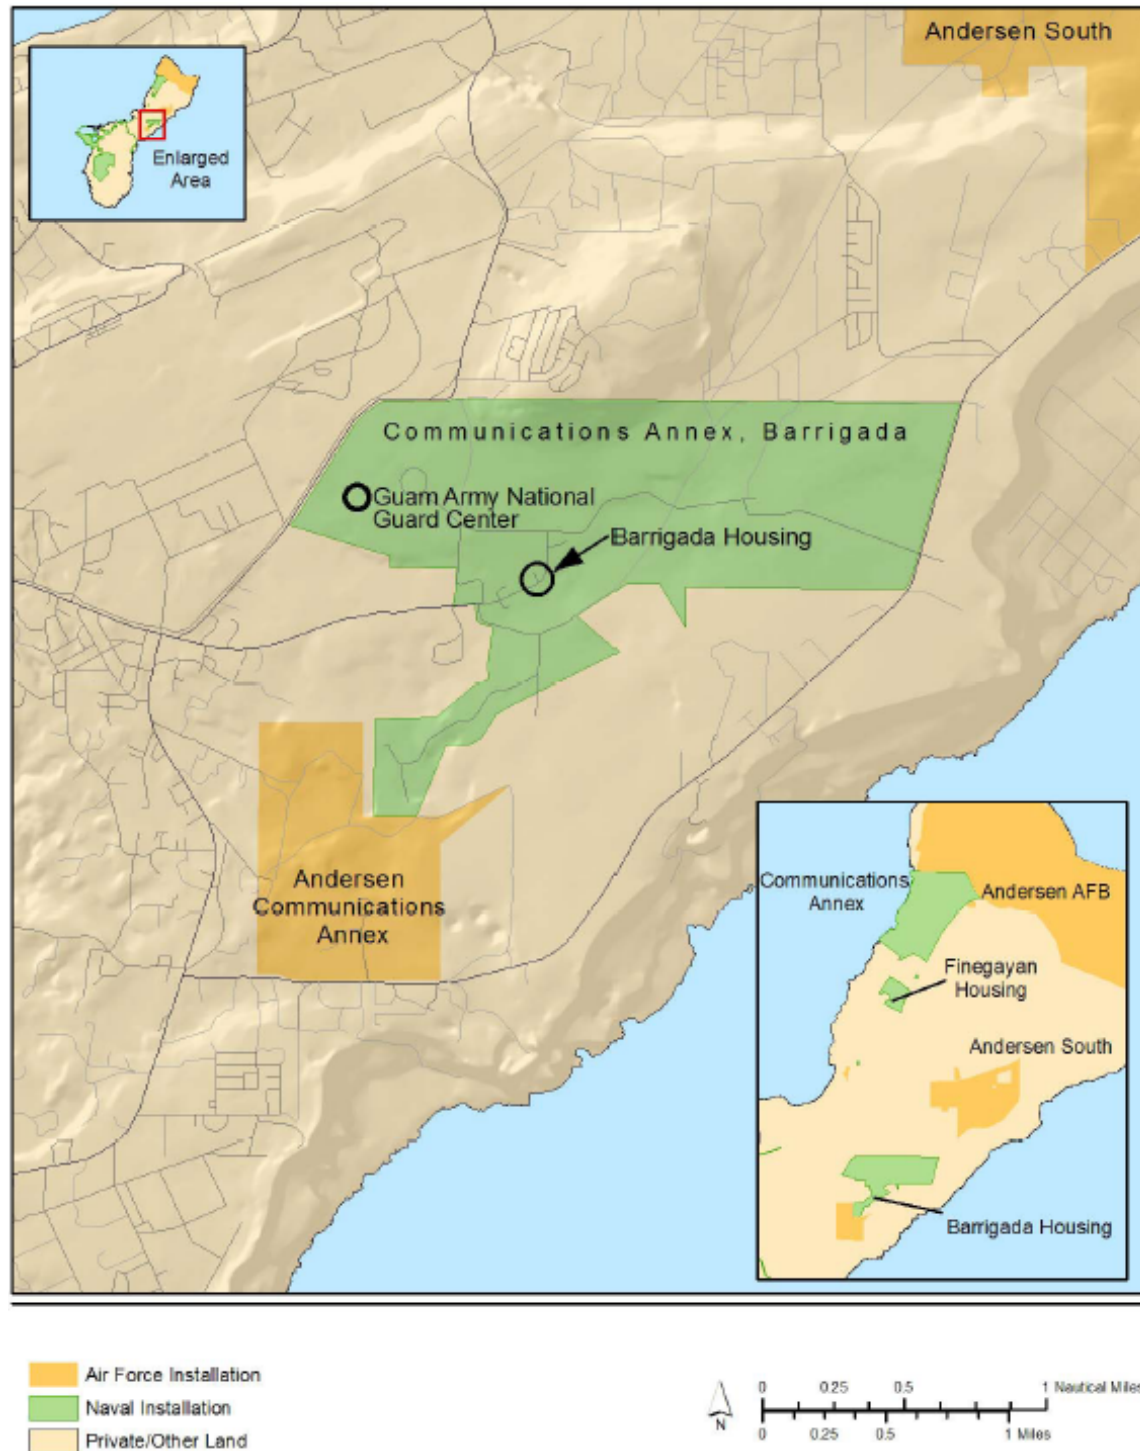 Andersen South
Enlarged
Area
Communications Annex, Barrigada
Guam Army National
Guard Center
Barrigada Housing
Andersen
Communications
Annex
Communications
Annex
Andersen AFB
Finegayan
Housing
Andersen South
Barrigada Housing
Air Force Installation
Naval Installation
Private/Other Land
N
0 0.25 0.5 1 Nautical Miles
0 0.25 0.5 1 Miles